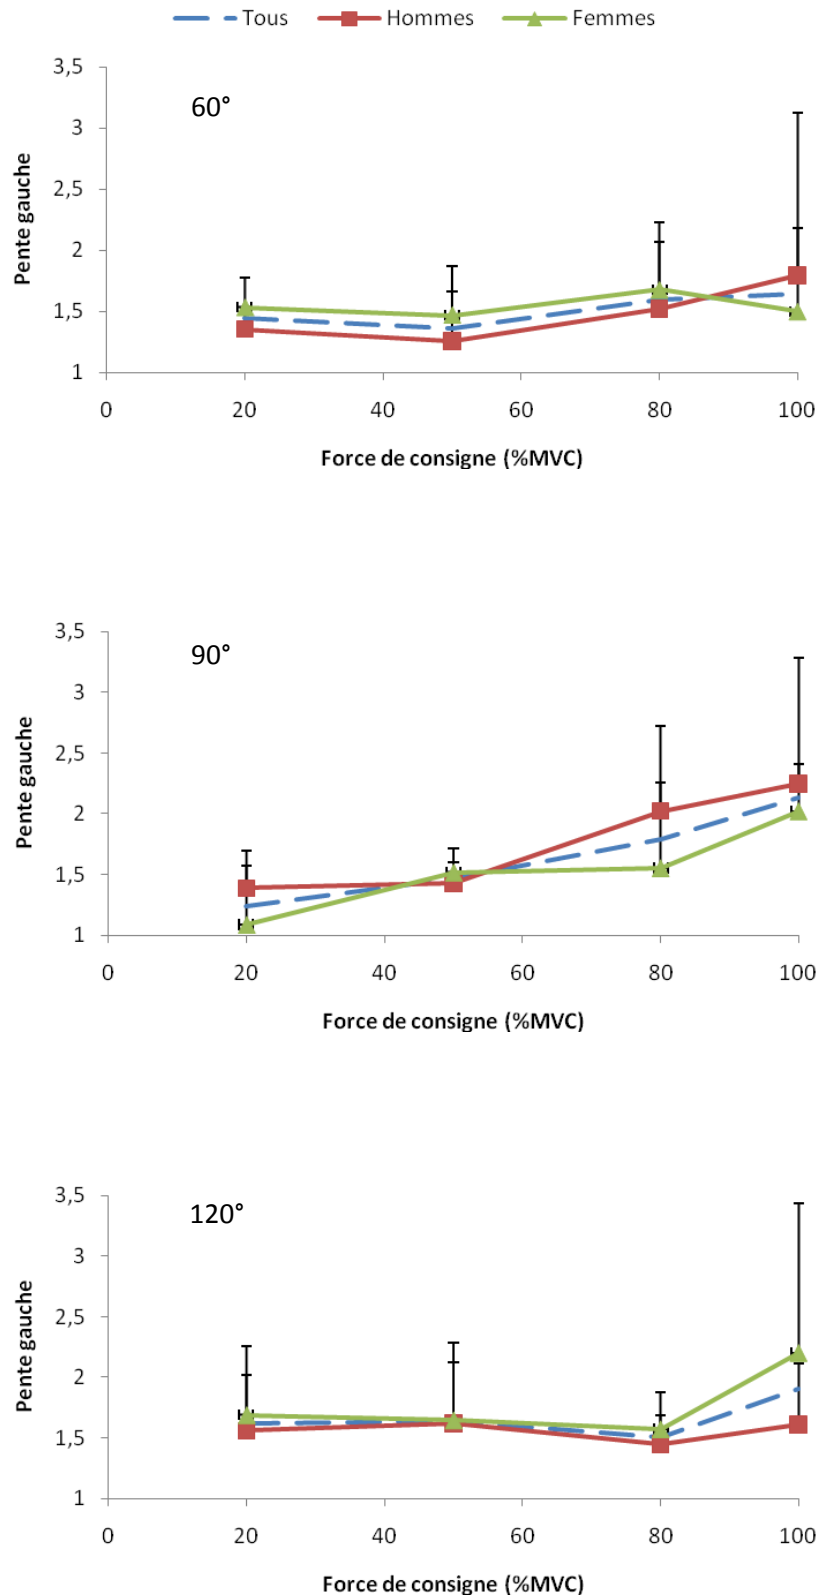 Tous Hommes Femmes
60°
3,5
3
2,5
2
1,5
1
Pente gauche
0 20 40 60 80 100
Force de consigne (%MVC)
90°
3,5
3
2,5
2
1,5
1
Pente gauche
0 20 40 60 80 100
Force de consigne (%MVC)
120°
3,5
3
2,5
2
1,5
1
Pente gauche
0 20 40 60 80 100
Force de consigne (%MVC)